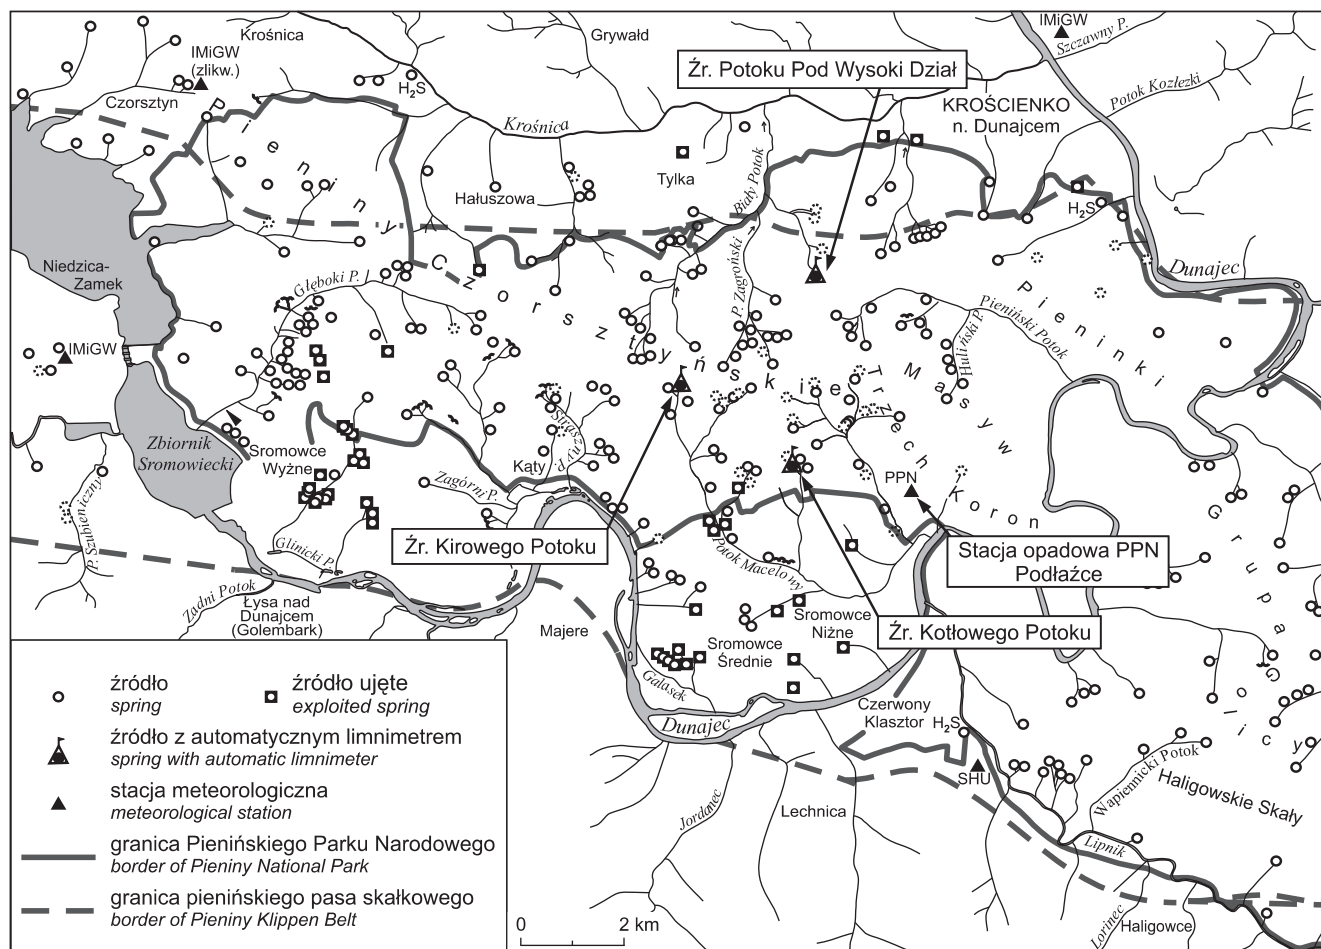 Krośnica
Grywałd
IMiGW
Szczawny P.
IMiGW
(zlikw.)
H₂S
Czorsztyn
Źr. Potoku Pod Wysoki Dział
KROŚCIENKO
n. Dunajcem
Potok Kozłecki
Krośnica
Tylka
Biały Potok
Hałuszowa
H₂S
Pieniny Czorsztyńskie
Niedzica-
Zamek
Głęboki P.
P. Zagroński
Dunajec
Pieninki
Pieniński Potok
Huliński P.
IMiGW
Masyw
Trzech Koron
Zbiornik
Sromowiecki
Sromowce
Wyżne
Kąty
Straszny P.
Zagórni P.
PPN
P. Szubieniczny
Glinicki P.
Źr. Kirowego Potoku
Potok Macelowy
Stacja opadowa PPN
Podłaźce
Grupa Golicy
Zadni Potok
Łysa nad
Dunajcem
(Golembark)
Majere
Sromowce
Niżne
Źr. Kotłowego Potoku
Sromowce
Średnie
Galasek
Dunajec
Czerwony
Klasztor
H₂S
SHU
Wapiennicki Potok
Haligowskie Skały
Jordanec
Lechnica
Lipnik
Lorinec
Haligowce
źródło
spring
źródło ujęte
exploited spring
źródło z automatycznym limnimetrem
spring with automatic limnimeter
stacja meteorologiczna
meteorological station
granica Pienińskiego Parku Narodowego
border of Pieniny National Park
granica pienińskiego pasa skałkowego
border of Pieniny Klippen Belt
0 2 km